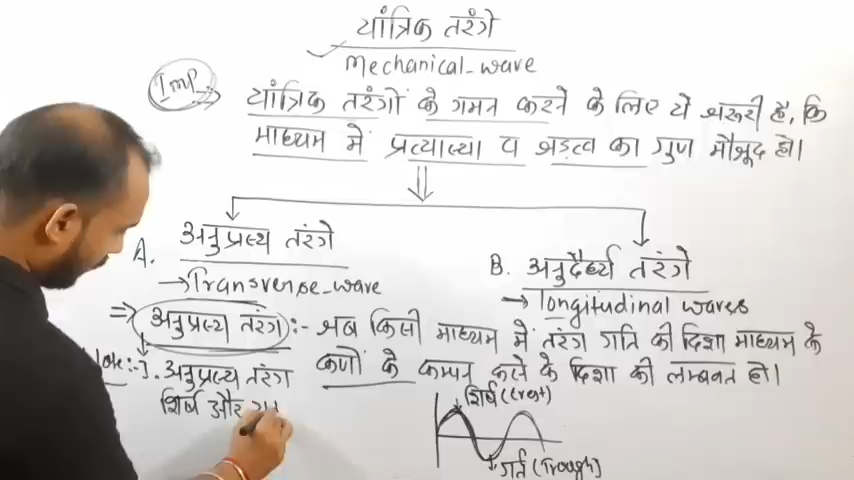 यांत्रिक तरंगे
Mechanical-wave
Imp
यांत्रिक तरंगों के गमन करने के लिए ये जरूरी है, कि
माध्यम में प्रत्यास्था व जड़त्व का गुण मौजूद हो।
A. अनुप्रस्थ तरंगे
→ Transverse-wave
B. अनुदैर्ध्य तरंगे
→ longitudinal waves
⇒ अनुप्रस्थ तरंग :- जब किसी माध्यम में तरंग गति की दिशा माध्यम के
कणों के कम्पन करने के दिशा की लम्बवत हो।
Note:-1. अनुप्रस्थ तरंग
शिर्ष और
शिर्ष (Crest)
गर्त (Trough)